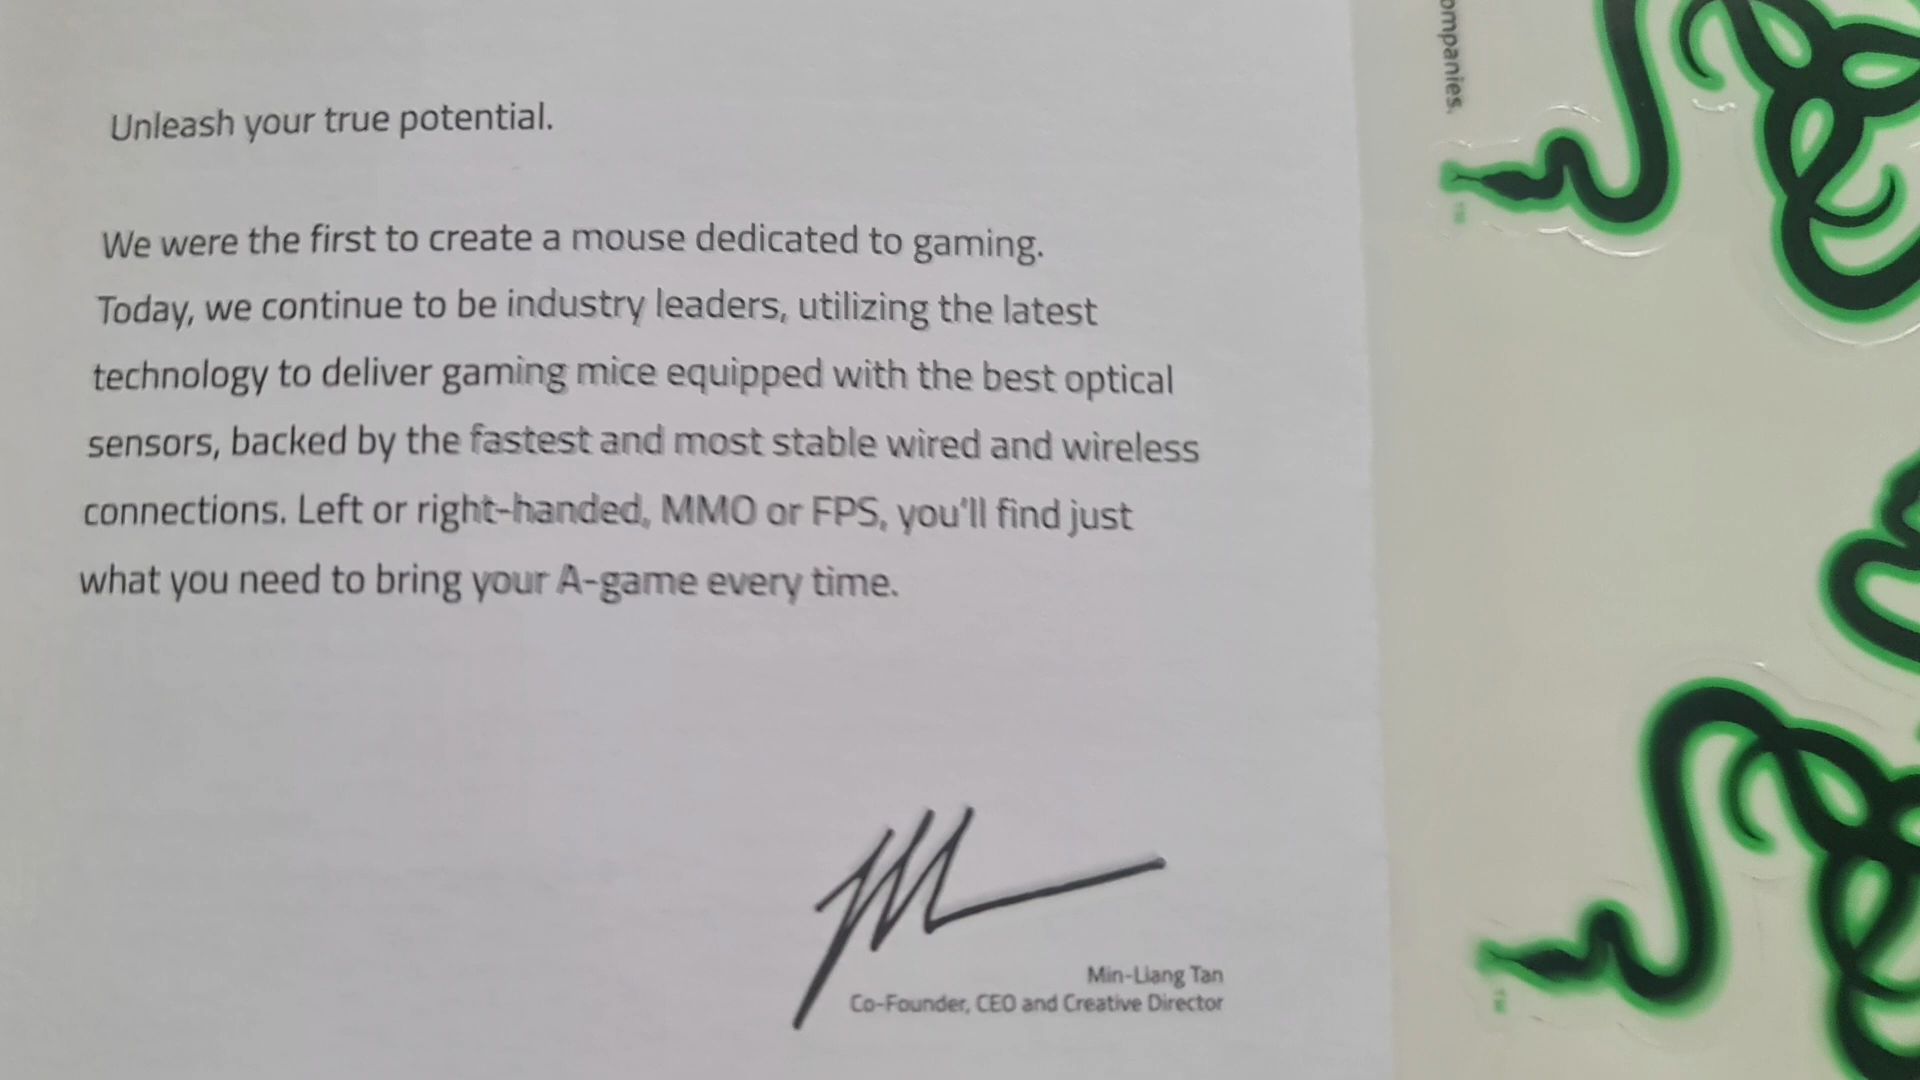 Unleash your true potential.
We were the first to create a mouse dedicated to gaming.
Today, we continue to be industry leaders, utilizing the latest
technology to deliver gaming mice equipped with the best optical
sensors, backed by the fastest and most stable wired and wireless
connections. Left or right-handed, MMO or FPS, you'll find just
what you need to bring your A-game every time.
Min-Liang Tan
Co-Founder, CEO and Creative Director
ompanies.
TM
TM